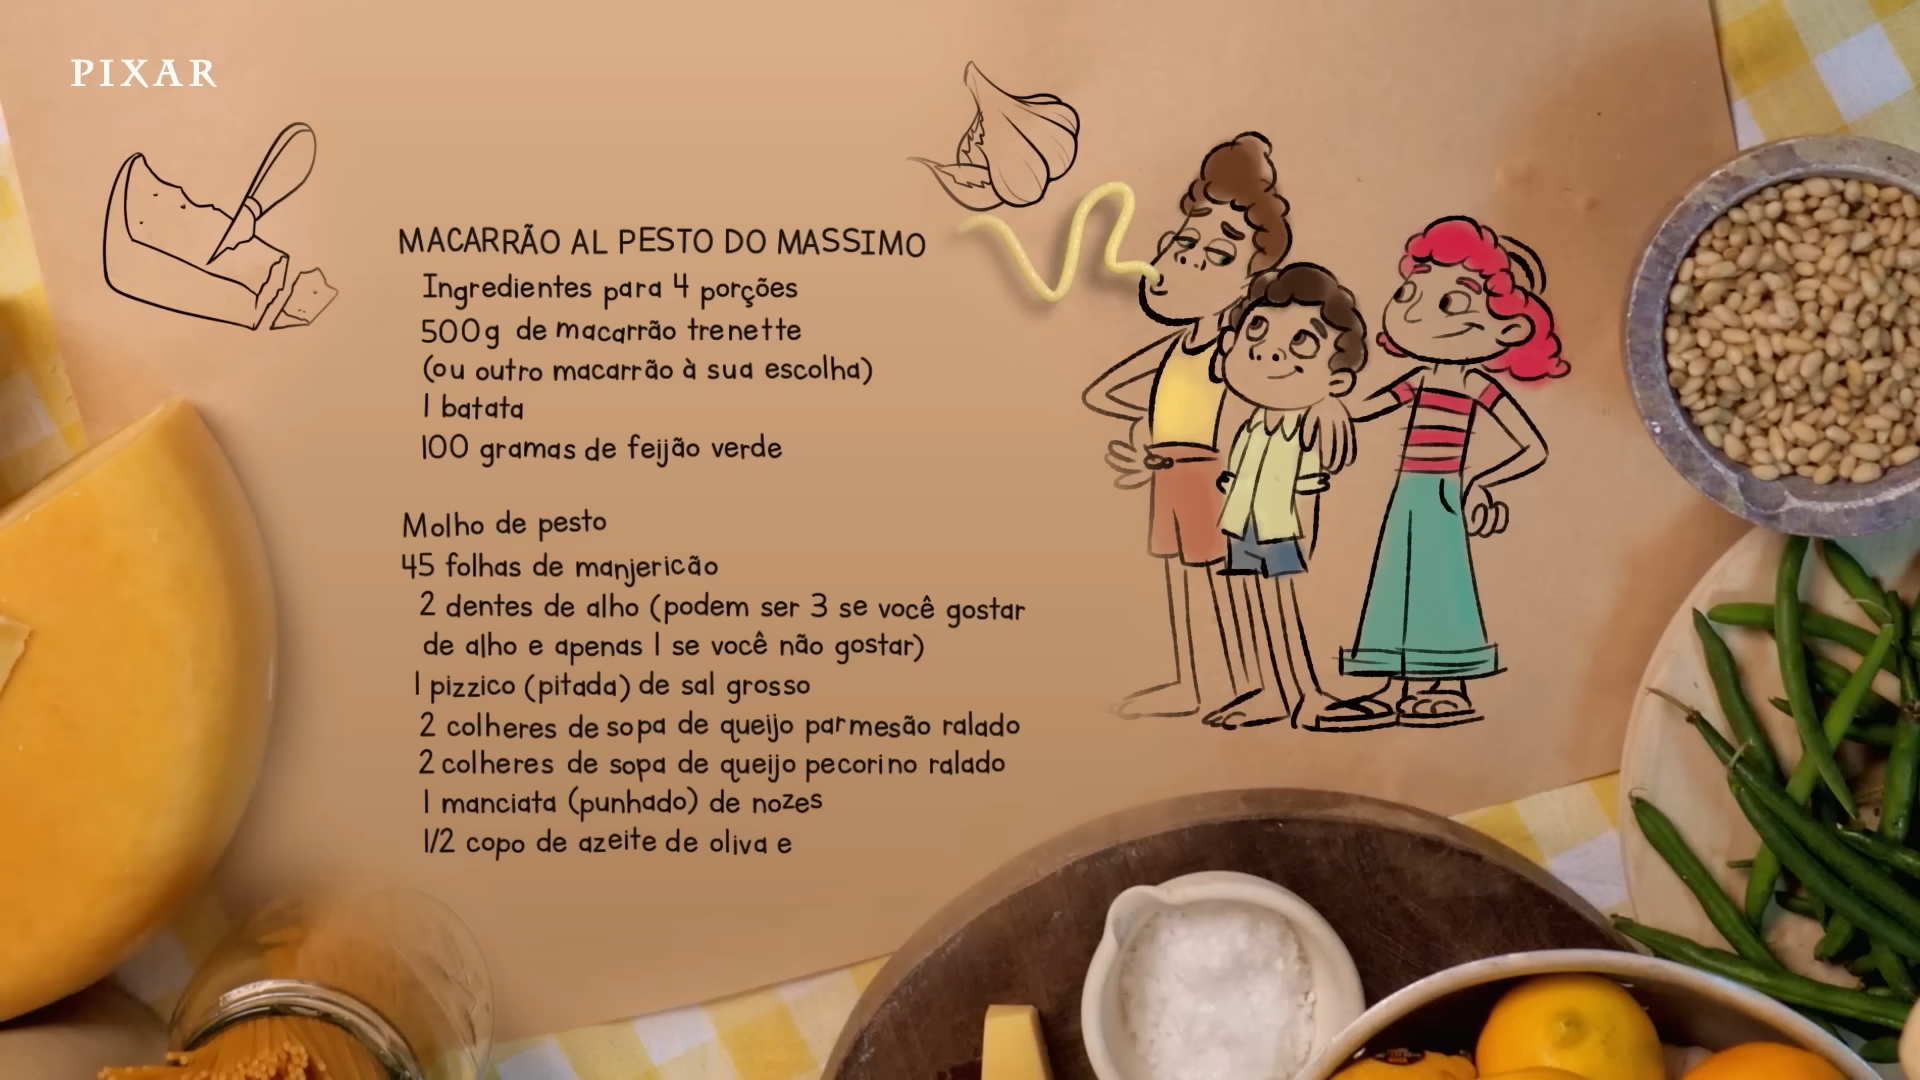 PIXAR
MACARRÃO AL PESTO DO MASSIMO
Ingredientes para 4 porções
500g de macarrão trenette
(ou outro macarrão à sua escolha)
1 batata
100 gramas de feijão verde
Molho de pesto
45 folhas de manjericão
2 dentes de alho (podem ser 3 se você gostar
de alho e apenas 1 se você não gostar)
1 pizzico (pitada) de sal grosso
2 colheres de sopa de queijo parmesão ralado
2 colheres de sopa de queijo pecorino ralado
1 manciata (punhado) de nozes
1/2 copo de azeite de oliva e